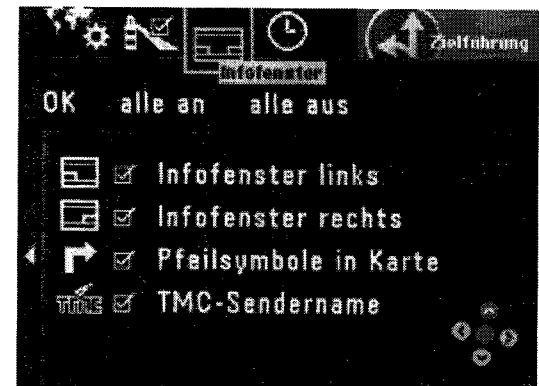 Zielführung
Infofenster
OK alle an alle aus
Infofenster links
Infofenster rechts
Pfeilsymbole in Karte
TMC TMC-Sendername